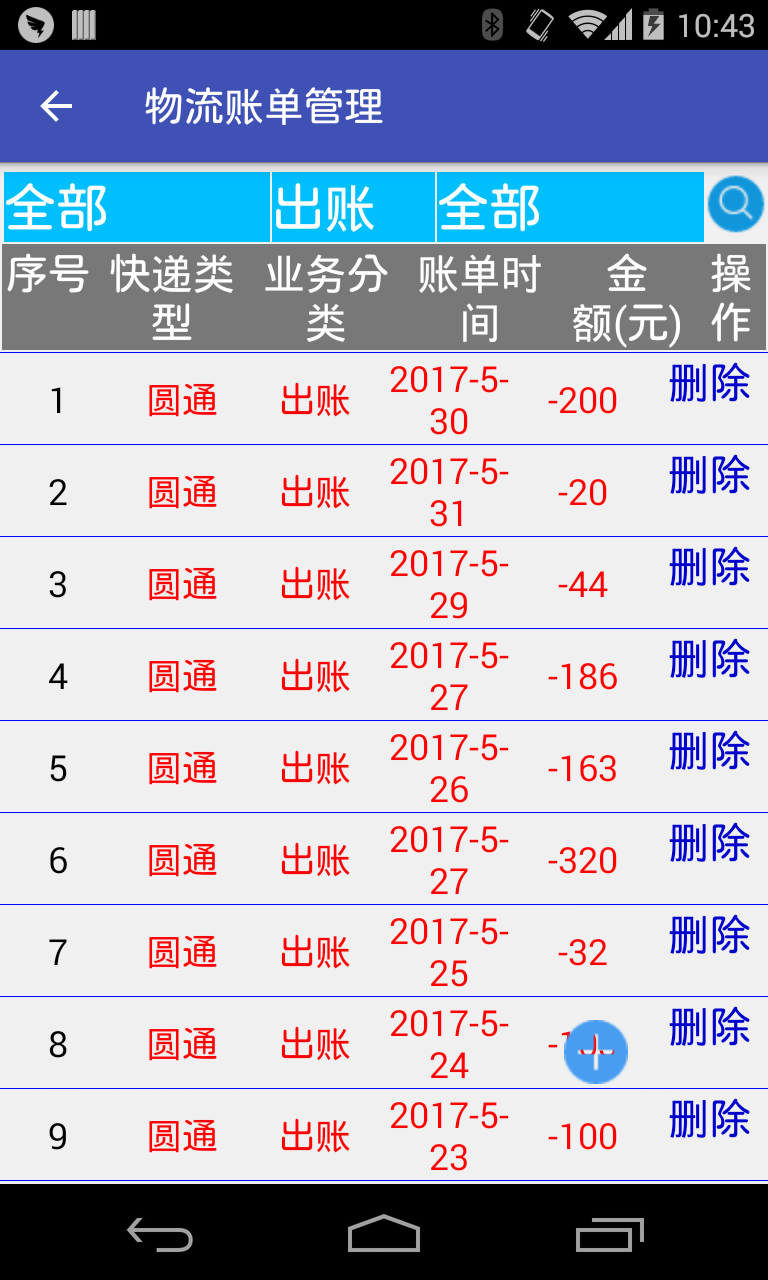 10:43
物流账单管理
全部 出账 全部
序号 快递类型 业务分类 账单时间 金额(元) 操作
1 圆通 出账 2017-5-30 -200 删除
2 圆通 出账 2017-5-31 -20 删除
3 圆通 出账 2017-5-29 -44 删除
4 圆通 出账 2017-5-27 -186 删除
5 圆通 出账 2017-5-26 -163 删除
6 圆通 出账 2017-5-27 -320 删除
7 圆通 出账 2017-5-25 -32 删除
8 圆通 出账 2017-5-24 删除
9 圆通 出账 2017-5-23 -100 删除